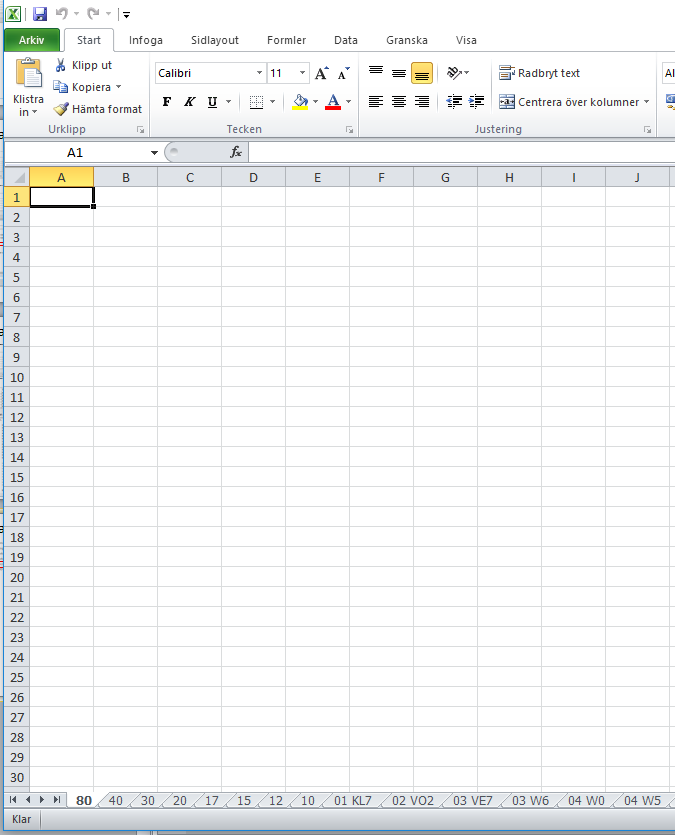 Arkiv Start Infoga Sidlayout Formler Data Granska Visa
Klistra in
Klipp ut
Kopiera
Hämta format
Urklipp
Calibri 11 A A
F K U A
Tecken
Radbryt text
Centrera över kolumner
Justering
Al
A1 fx
A B C D E F G H I J
1
2
3
4
5
6
7
8
9
10
11
12
13
14
15
16
17
18
19
20
21
22
23
24
25
26
27
28
29
30
80 40 30 20 17 15 12 10 01 KL7 02 VO2 03 VE7 03 W6 04 W0 04 W5
Klar